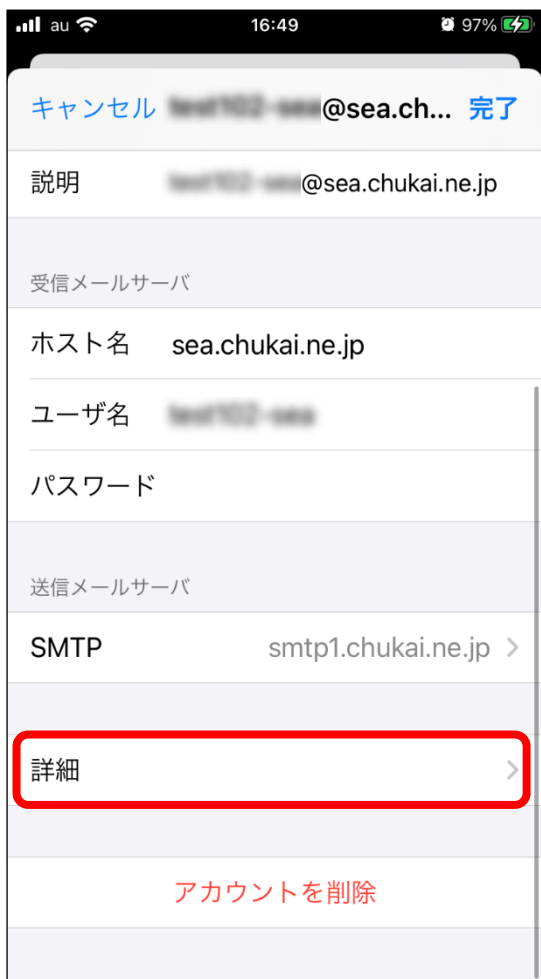 au 16:49 97%
キャンセル @sea.ch... 完了
説明 @sea.chukai.ne.jp
受信メールサーバ
ホスト名 sea.chukai.ne.jp
ユーザ名
パスワード
送信メールサーバ
SMTP smtp1.chukai.ne.jp
詳細
アカウントを削除